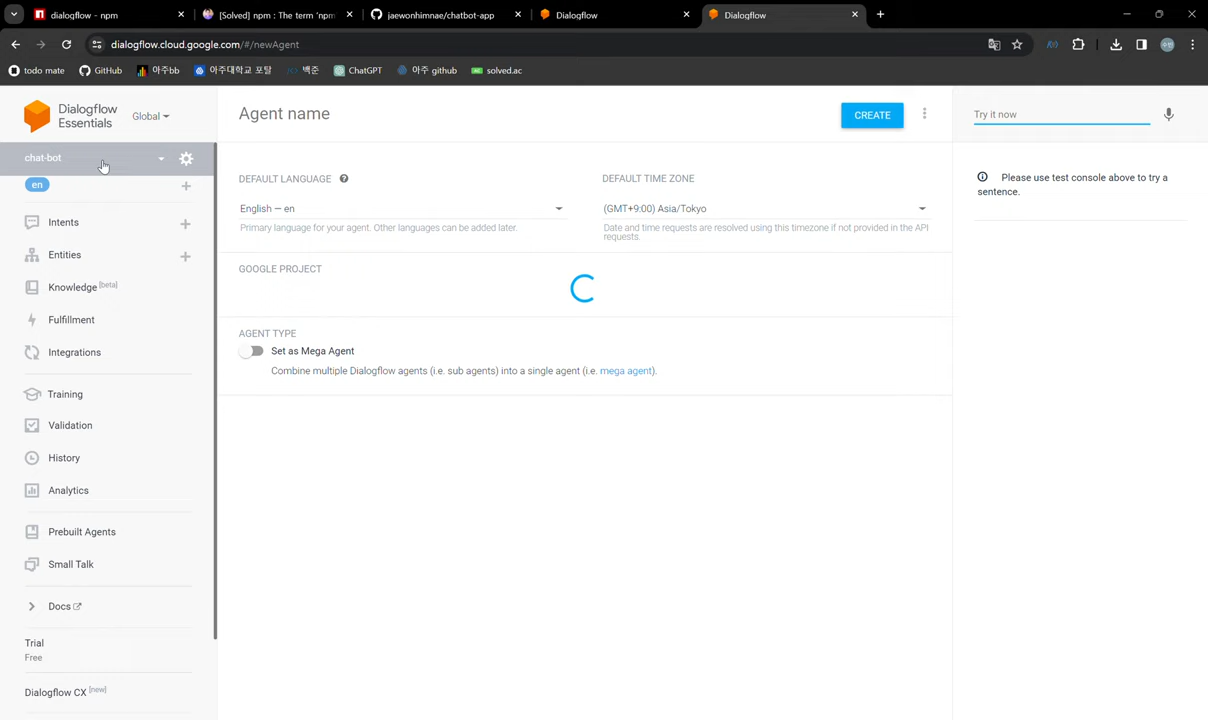 dialogflow - npm
[Solved] npm : The term 'npm
jaewonhimnae/chatbot-app
Dialogflow
Dialogflow
dialogflow.cloud.google.com/#/newAgent
todo mate
GitHub
아주bb
아주대학교 포탈
백준
ChatGPT
아주 github
solved.ac
Dialogflow
Essentials
Global
Agent name
CREATE
Try it now
chat-bot
en
Intents
Entities
Knowledge [beta]
Fulfillment
Integrations
Training
Validation
History
Analytics
Prebuilt Agents
Small Talk
Docs
Trial
Free
Dialogflow CX [new]
DEFAULT LANGUAGE
DEFAULT TIME ZONE
English — en
(GMT+9:00) Asia/Tokyo
Primary language for your agent. Other languages can be added later.
Date and time requests are resolved using this timezone if not provided in the API
requests.
GOOGLE PROJECT
AGENT TYPE
Set as Mega Agent
Combine multiple Dialogflow agents (i.e. sub agents) into a single agent (i.e. mega agent).
Please use test console above to try a
sentence.